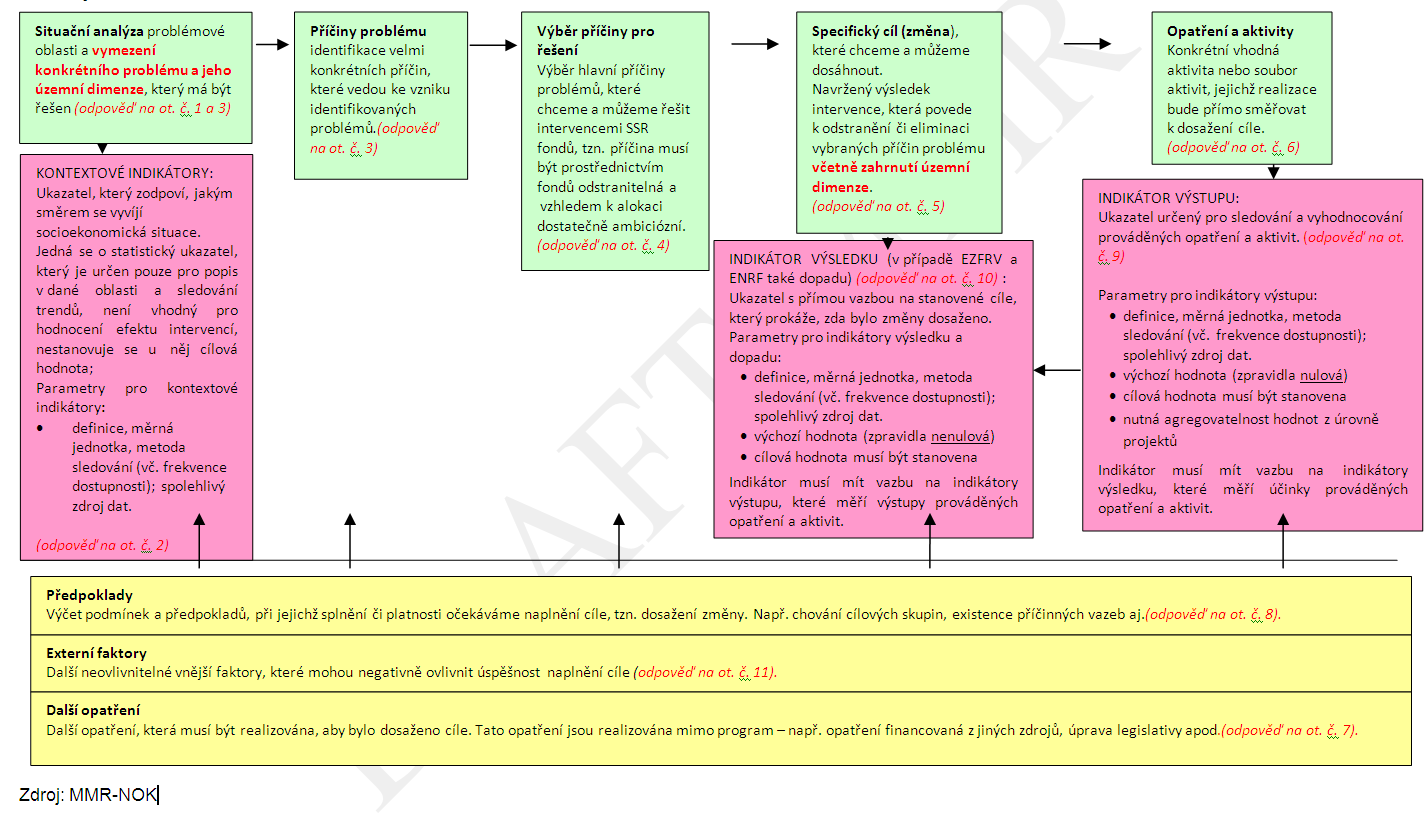 Situační analýza problémové
oblasti a vymezení
konkrétního problému a jeho
územní dimenze, který má být
řešen (odpověď na ot. č. 1 a 3)
Příčiny problému
identifikace velmi
konkrétních příčin,
které vedou ke vzniku
identifikovaných
problémů.(odpověď
na ot. č. 3)
Výběr příčiny pro
řešení
Výběr hlavní příčiny
problémů, které
chceme a můžeme řešit
intervencemi SSR
fondů, tzn. příčina musí
být prostřednictvím
fondů odstranitelná a
vzhledem k alokaci
dostatečně ambiciózní.
(odpověď na ot. č. 4)
Specifický cíl (změna),
které chceme a můžeme
dosáhnout.
Navržený výsledek
intervence, která povede
k odstranění či eliminaci
vybraných příčin problému
včetně zahrnutí územní
dimenze.
(odpověď na ot. č. 5)
Opatření a aktivity
Konkrétní vhodná
aktivita nebo soubor
aktivit, jejichž realizace
bude přímo směřovat
k dosažení cíle.
(odpověď na ot. č. 6)
KONTEXTOVÉ INDIKÁTORY:
Ukazatel, který zodpoví, jakým
směrem se vyvíjí
socioekonomická situace.
Jedná se o statistický ukazatel,
který je určen pouze pro popis
v dané oblasti a sledování
trendů, není vhodný pro
hodnocení efektu intervencí,
nestanovuje se u něj cílová
hodnota;
Parametry pro kontextové
indikátory:
• definice, měrná
jednotka, metoda
sledování (vč. frekvence
dostupnosti); spolehlivý
zdroj dat.
(odpověď na ot. č. 2)
INDIKÁTOR VÝSLEDKU (v případě EZFRV a
ENRF také dopadu) (odpověď na ot. č. 10) :
Ukazatel s přímou vazbou na stanovené cíle,
který prokáže, zda bylo změny dosaženo.
Parametry pro indikátory výsledku a
dopadu:
• definice, měrná jednotka, metoda
sledování (vč. frekvence dostupnosti);
spolehlivý zdroj dat.
• výchozí hodnota (zpravidla nenulová)
• cílová hodnota musí být stanovena
Indikátor musí mít vazbu na indikátory
výstupu, které měří výstupy prováděných
opatření a aktivit.
INDIKÁTOR VÝSTUPU:
Ukazatel určený pro sledování a vyhodnocování
prováděných opatření a aktivit. (odpověď na ot.
č. 9)
Parametry pro indikátory výstupu:
• definice, měrná jednotka, metoda
sledování (vč. frekvence dostupnosti);
spolehlivý zdroj dat.
• výchozí hodnota (zpravidla nulová)
• cílová hodnota musí být stanovena
• nutná agregovatelnost hodnot z úrovně
projektů
Indikátor musí mít vazbu na indikátory
výsledku, které měří účinky prováděných
opatření a aktivit.
Předpoklady
Výčet podmínek a předpokladů, při jejichž splnění či platnosti očekáváme naplnění cíle, tzn. dosažení změny. Např. chování cílových skupin, existence příčinných vazeb aj.(odpověď na ot. č. 8).
Externí faktory
Další neovlivnitelné vnější faktory, které mohou negativně ovlivnit úspěšnost naplnění cíle (odpověď na ot. č. 11).
Další opatření
Další opatření, která musí být realizována, aby bylo dosaženo cíle. Tato opatření jsou realizována mimo program – např. opatření financovaná z jiných zdrojů, úprava legislativy apod.(odpověď na ot. č. 7).
Zdroj: MMR-NOK